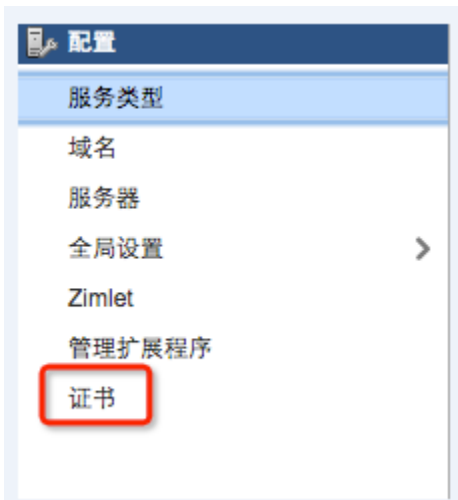 配置
服务类型
域名
服务器
全局设置
Zimlet
管理扩展程序
证书